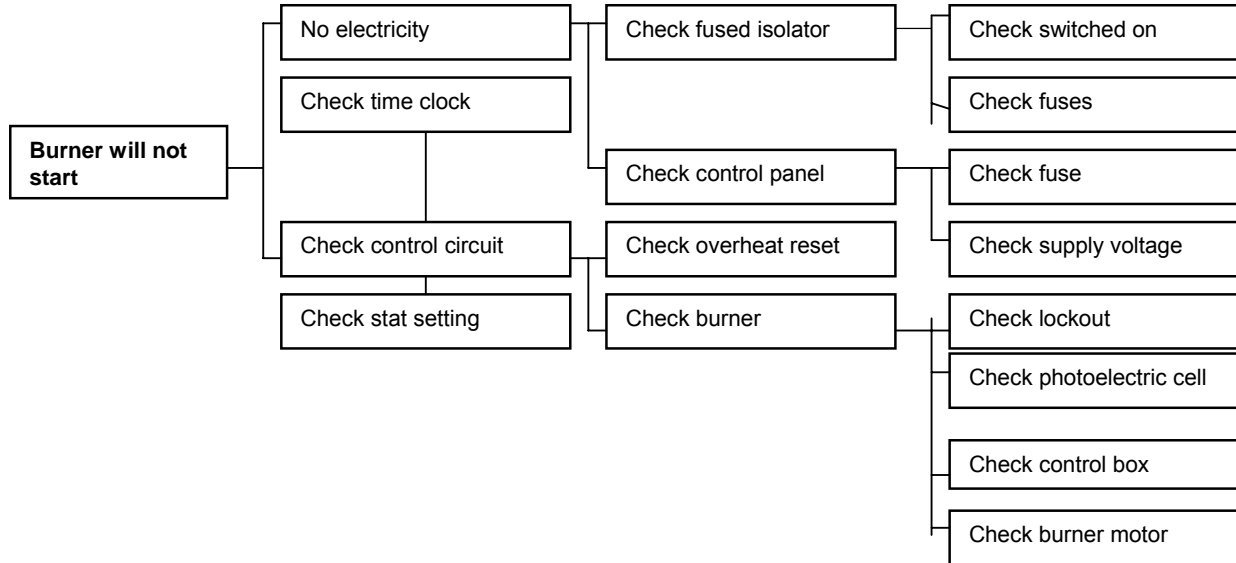 No electricity
Check fused isolator
Check switched on
Check time clock
Check fuses
Burner will not
start
Check control panel
Check fuse
Check control circuit
Check overheat reset
Check supply voltage
Check stat setting
Check burner
Check lockout
Check photoelectric cell
Check control box
Check burner motor